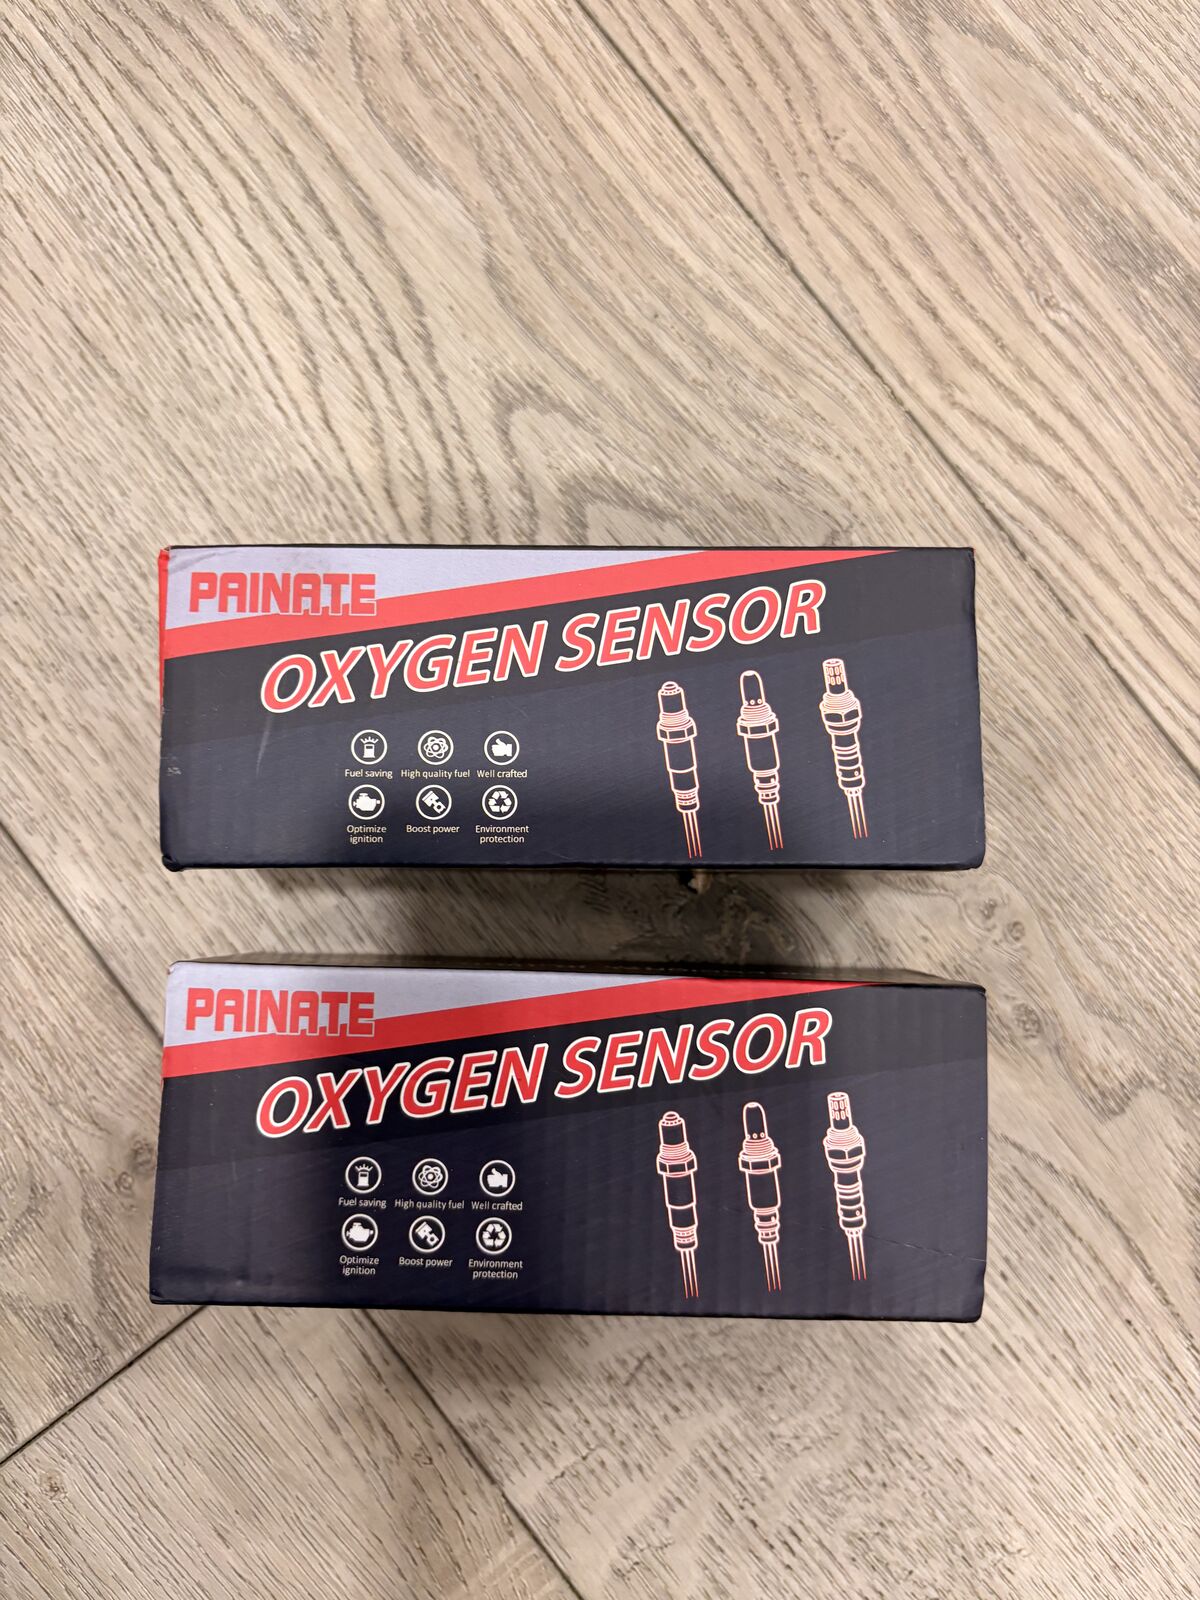 PAINATE
OXYGEN SENSOR
Fuel saving High quality fuel Well crafted
Optimize ignition Boost power Environment protection
PAINATE
OXYGEN SENSOR
Fuel saving High quality fuel Well crafted
Optimize ignition Boost power Environment protection